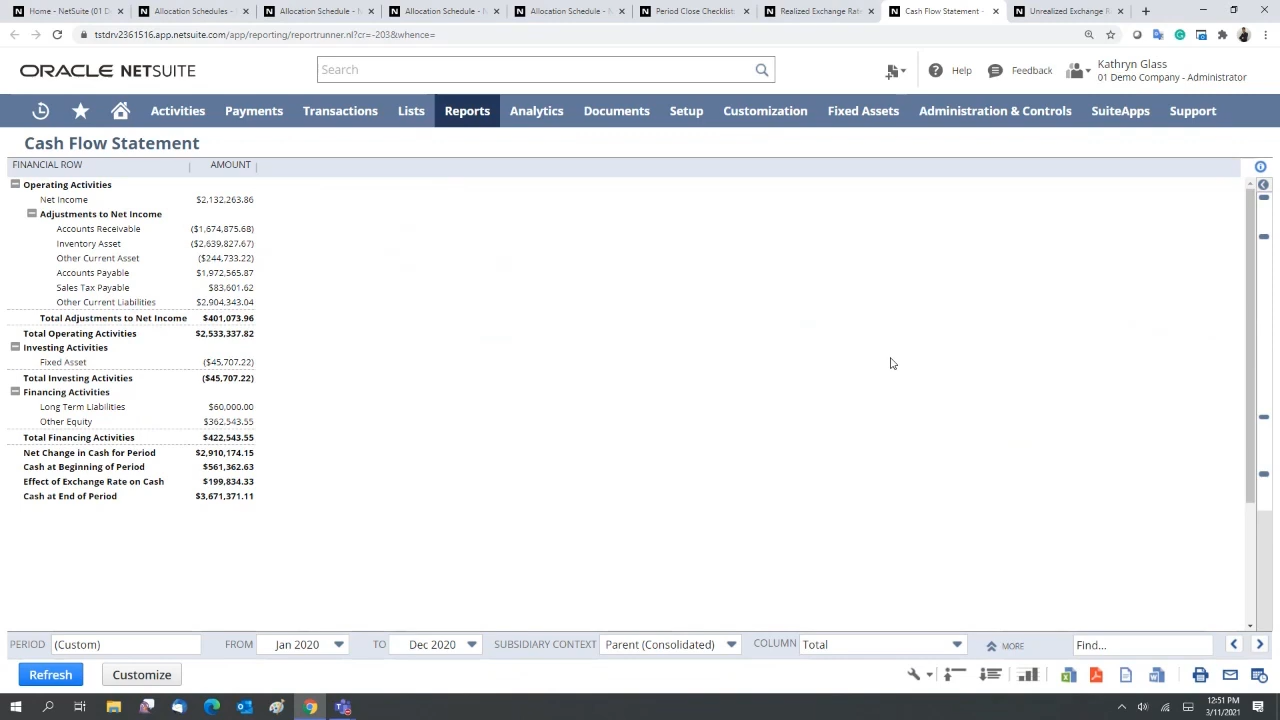 Home - NetSuite (01 D
Allocation Schedules -
Allocation Schedule - N
Allocation Schedule - N
Allocation Schedule - N
Period Close Checklist
Realized Exchange Rate
Cash Flow Statement -
Unrealized Exchange R
tstdrv2361516.app.netsuite.com/app/reporting/reportrunner.nl?cr=-203&whence=
ORACLE NETSUITE
Search
Help
Feedback
Kathryn Glass
01 Demo Company - Administrator
Activities Payments Transactions Lists Reports Analytics Documents Setup Customization Fixed Assets Administration & Controls SuiteApps Support
Cash Flow Statement
FINANCIAL ROW AMOUNT
Operating Activities
Net Income $2,132,263.86
Adjustments to Net Income
Accounts Receivable ($1,674,875.68)
Inventory Asset ($2,639,827.67)
Other Current Asset ($244,733.22)
Accounts Payable $1,972,565.87
Sales Tax Payable $83,601.62
Other Current Liabilities $2,904,343.04
Total Adjustments to Net Income $401,073.96
Total Operating Activities $2,533,337.82
Investing Activities
Fixed Asset ($45,707.22)
Total Investing Activities ($45,707.22)
Financing Activities
Long Term Liabilities $60,000.00
Other Equity $362,543.55
Total Financing Activities $422,543.55
Net Change in Cash for Period $2,910,174.15
Cash at Beginning of Period $561,362.63
Effect of Exchange Rate on Cash $199,834.33
Cash at End of Period $3,671,371.11
PERIOD (Custom) FROM Jan 2020 TO Dec 2020 SUBSIDIARY CONTEXT Parent (Consolidated) COLUMN Total MORE Find...
Refresh Customize
12:51 PM
3/11/2021